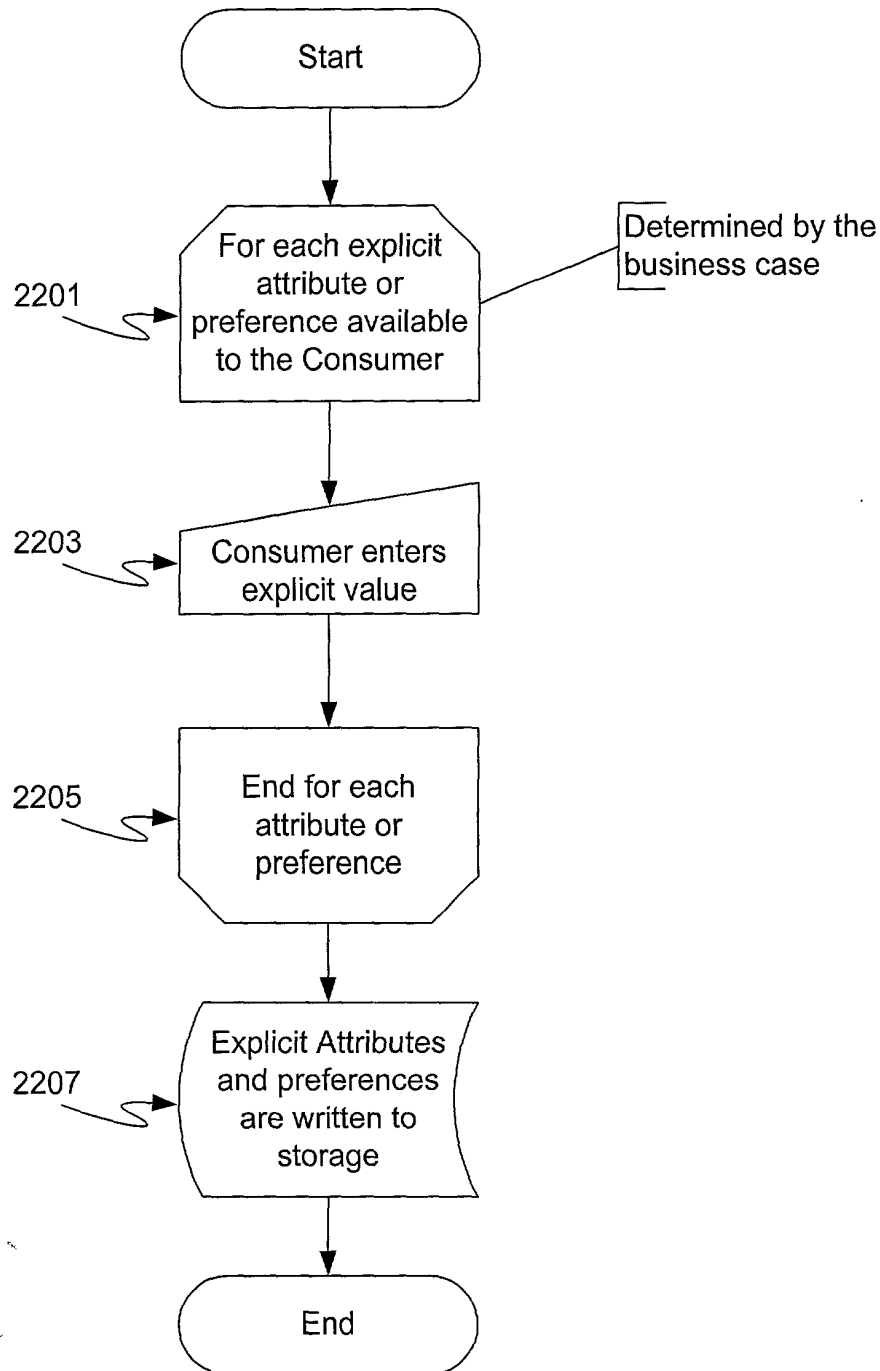 Start
For each explicit
attribute or
preference available
to the Consumer
Determined by the
business case
2201
2203
Consumer enters
explicit value
2205
End for each
attribute or
preference
2207
Explicit Attributes
and preferences
are written to
storage
End